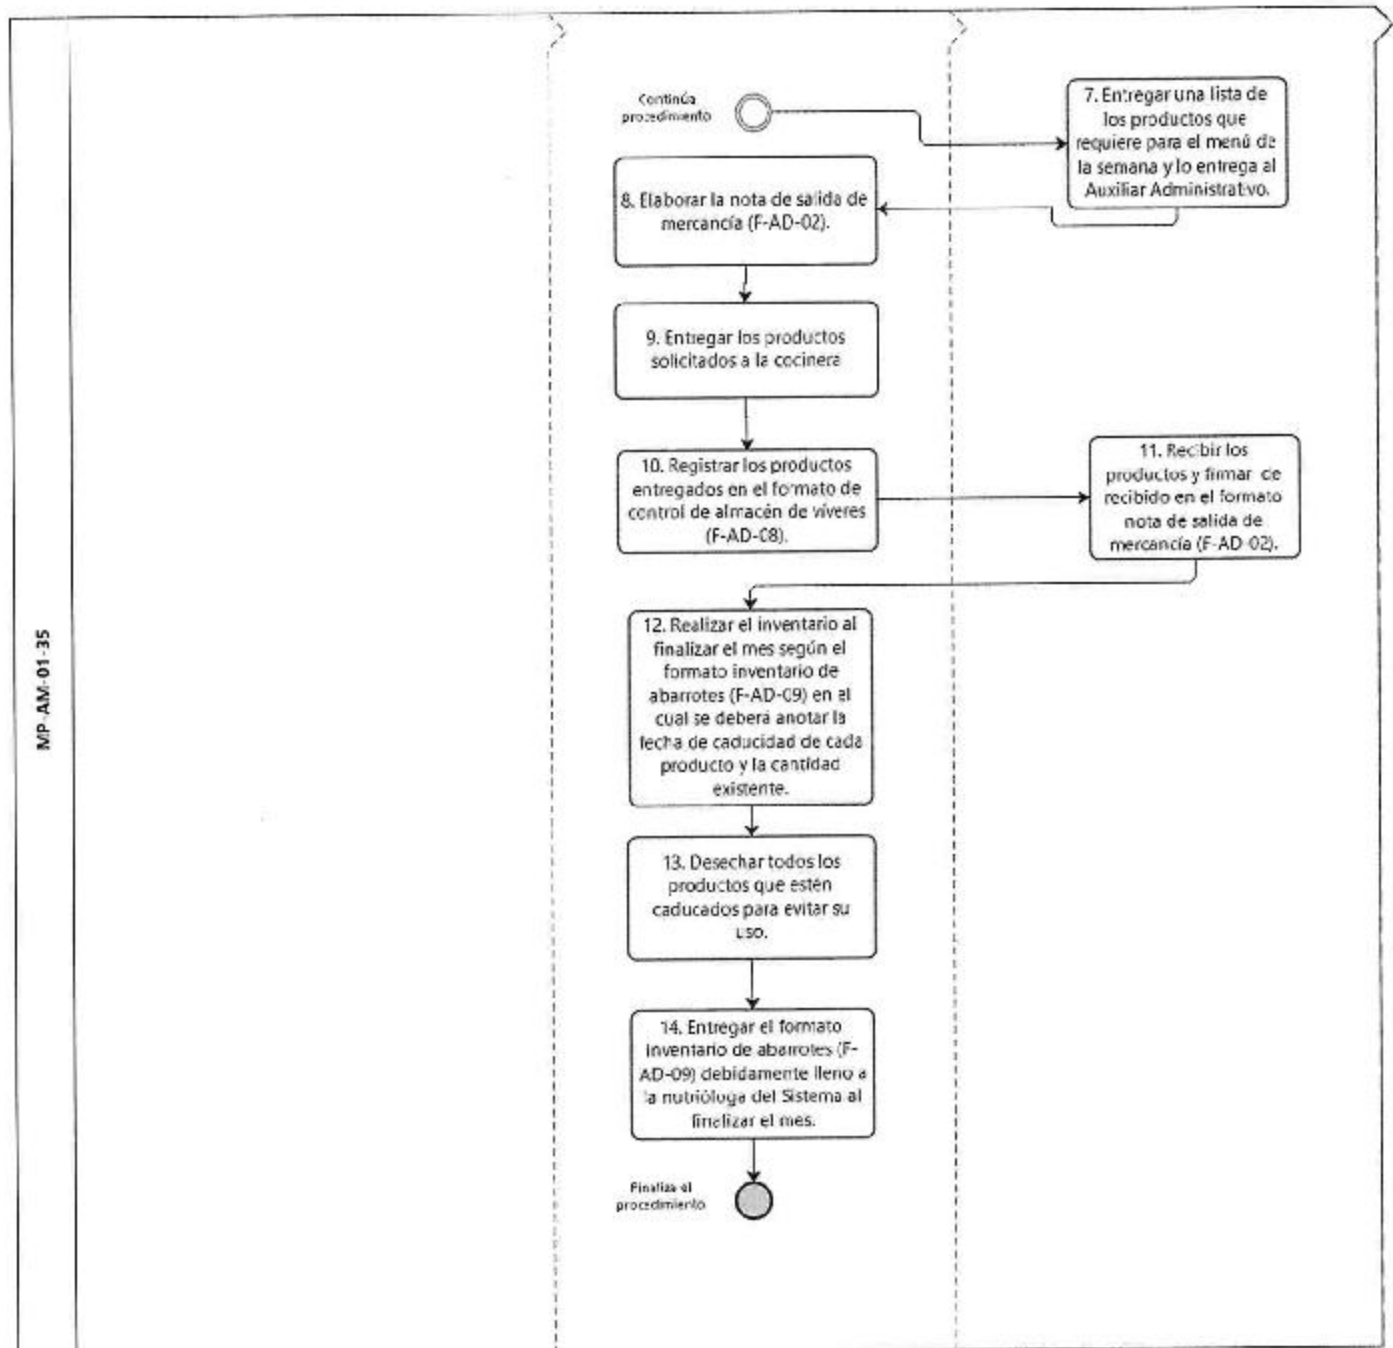 MP-AM-01-35
Continúa
procedimiento
7. Entregar una lista de
los productos que
requiere para el menú de
la semana y lo entrega al
Auxiliar Administrativo.
8. Elaborar la nota de salida de
mercancía (F-AD-02).
9. Entregar los productos
solicitados a la cocinera
10. Registrar los productos
entregados en el formato de
control de almacén de víveres
(F-AD-08).
11. Recibir los
productos y firmar de
recibido en el formato
nota de salida de
mercancía (F-AD-02).
12. Realizar el inventario al
finalizar el mes según el
formato inventario de
abarrotes (F-AD-09) en el
cual se deberá anotar la
fecha de caducidad de cada
producto y la cantidad
existente.
13. Desechar todos los
productos que estén
caducados para evitar su
uso.
14. Entregar el formato
inventario de abarrotes (F-
AD-09) debidamente lleno a
la nutrióloga del Sistema al
finalizar el mes.
Finaliza el
procedimiento